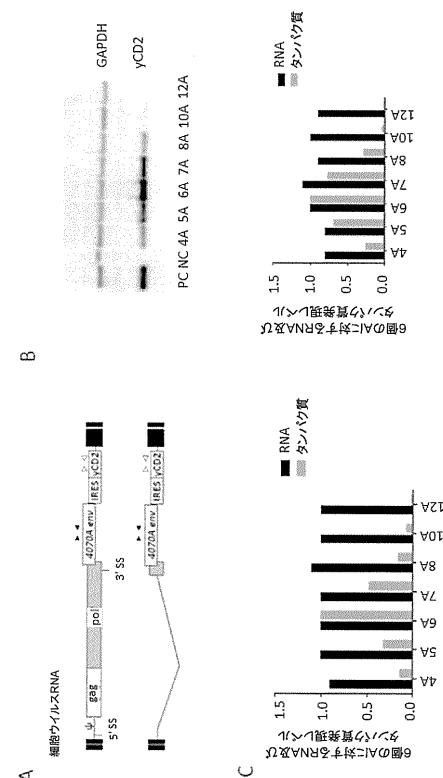 A
細胞ウイルスRNA
ψ
gag
pol
4070A env
IRES
yCD2
5' SS
3' SS
4070A env
IRES
yCD2
B
GAPDH
yCD2
PC NC 4A 5A 6A 7A 8A 10A 12A
C
6個のAに対するRNA及び
タンパク質発現レベル
1.5
1.0
0.5
0.0
4A 5A 6A 7A 8A 10A 12A
RNA
タンパク質
6個のAに対するRNA及び
タンパク質発現レベル
1.5
1.0
0.5
0.0
4A 5A 6A 7A 8A 10A 12A
RNA
タンパク質